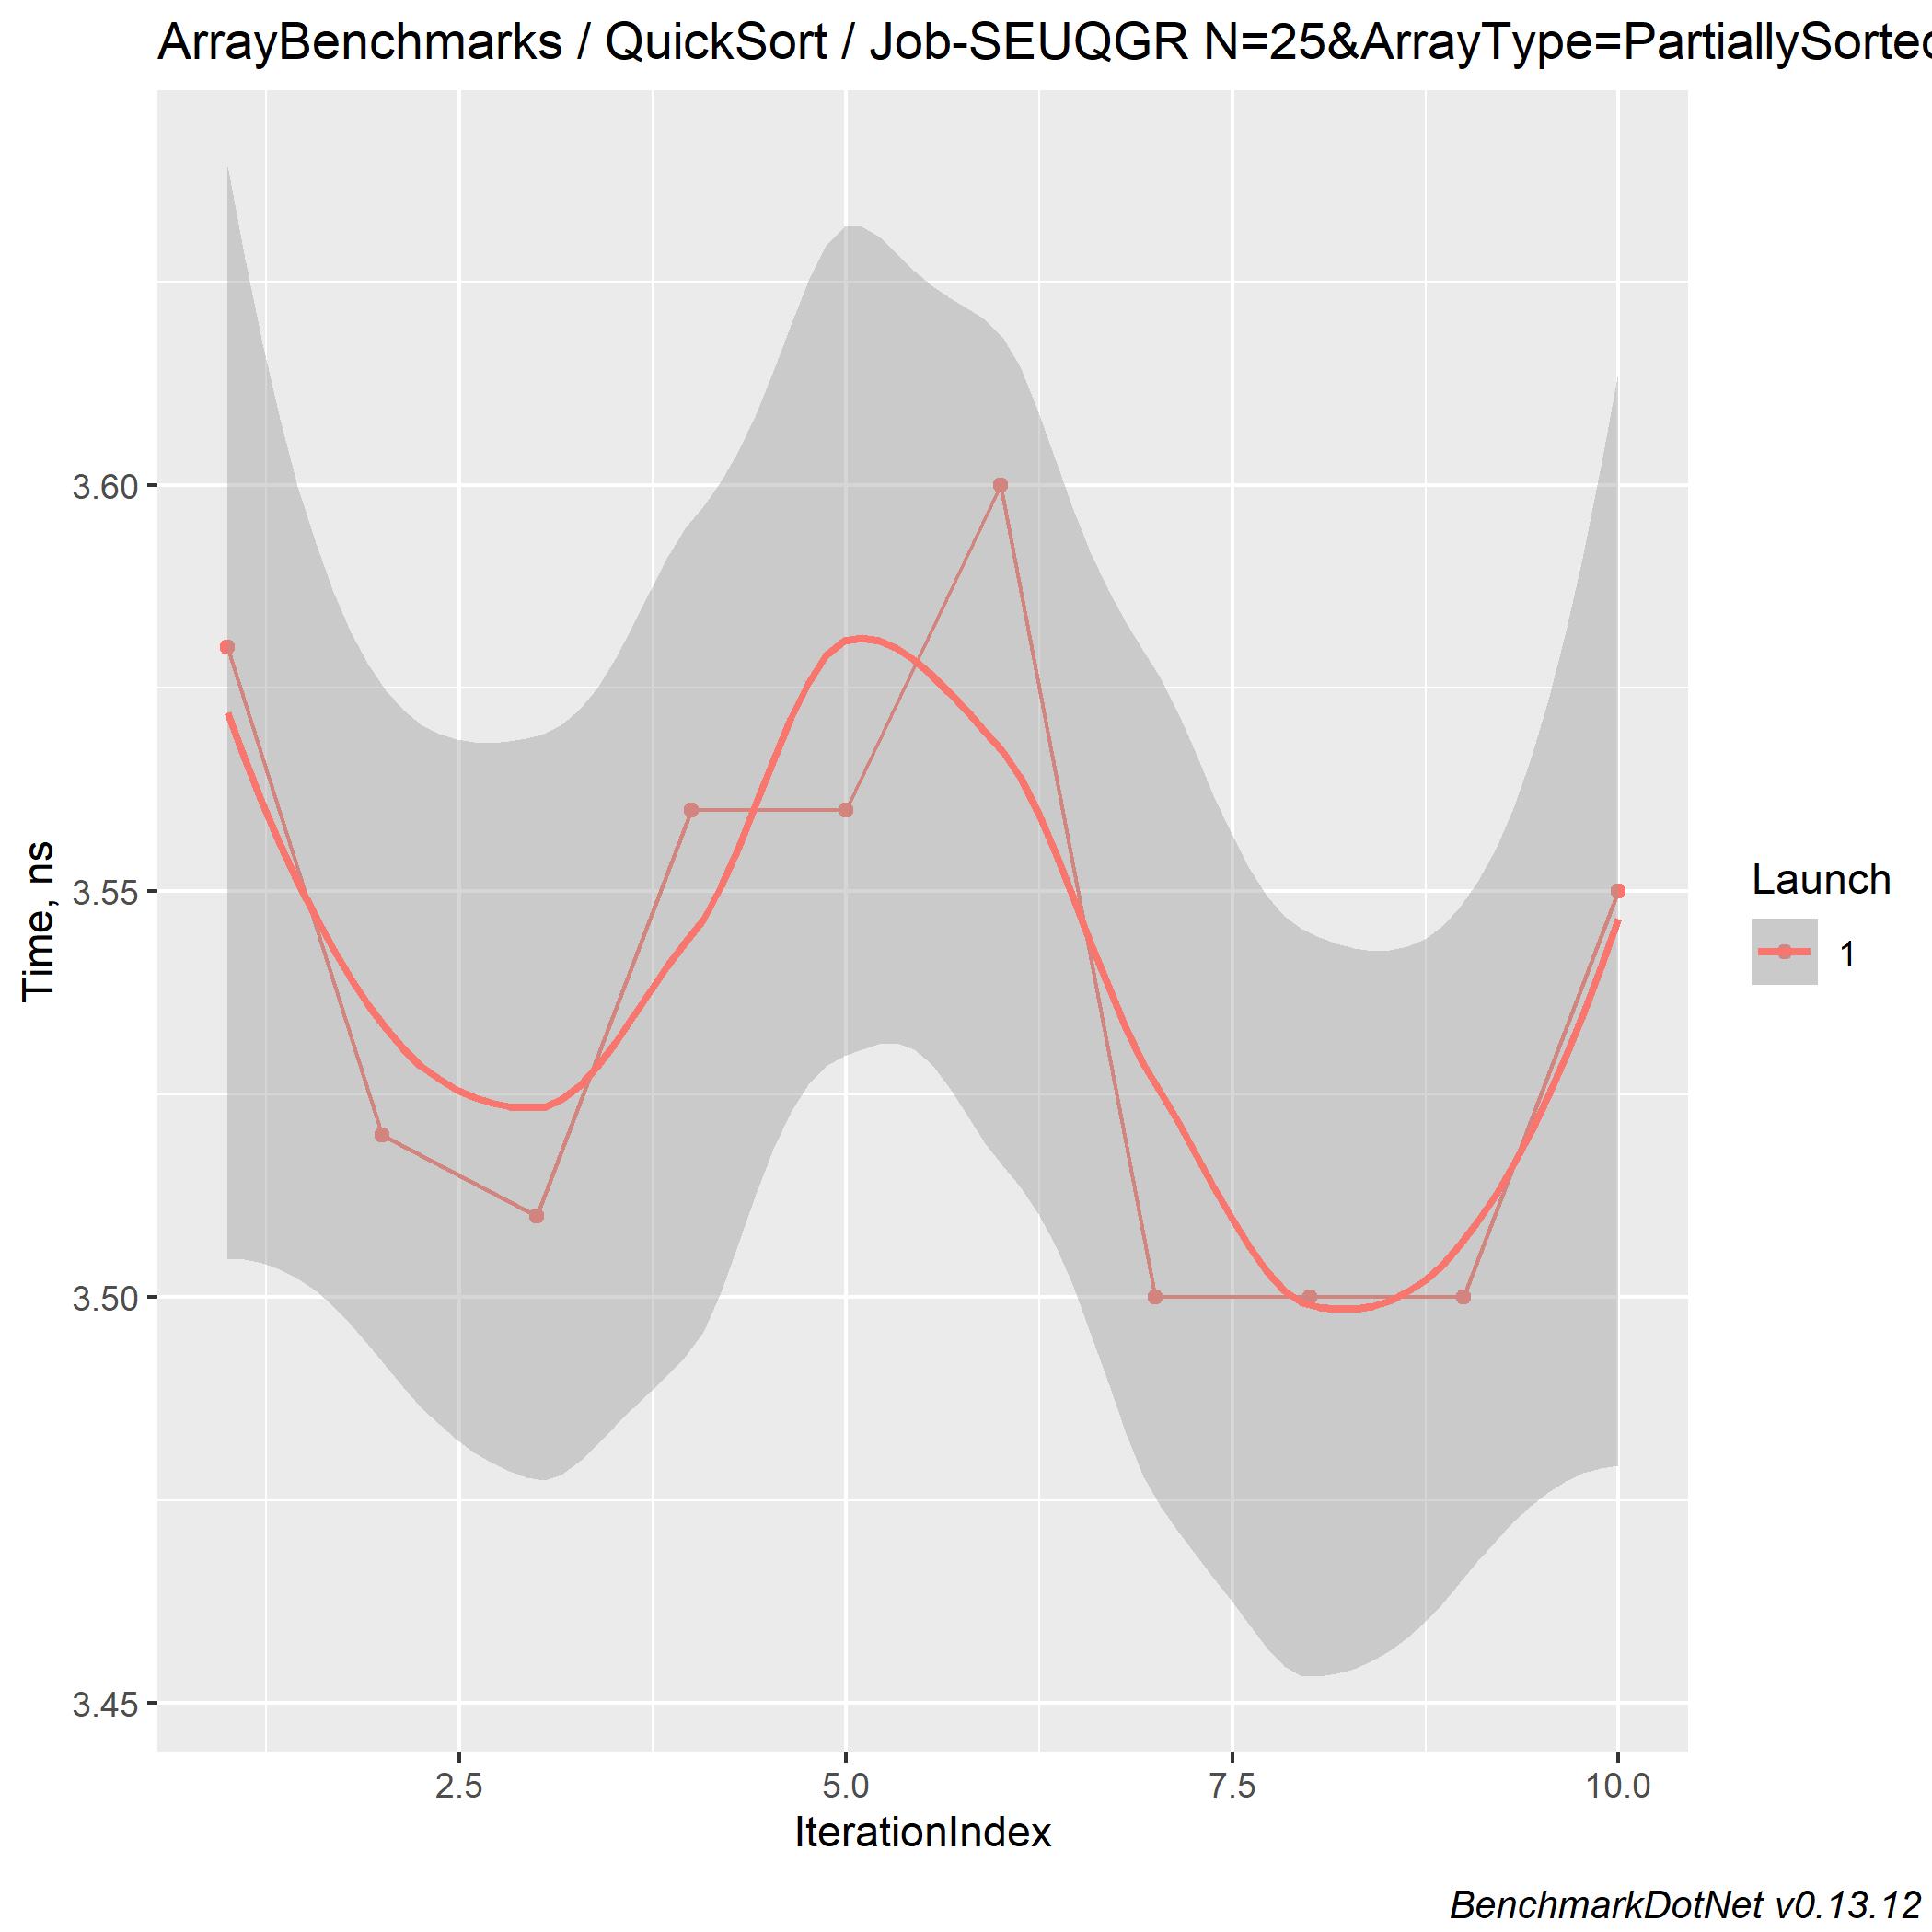 ArrayBenchmarks / QuickSort / Job-SEUQGR N=25&ArrayType=PartiallySorted
Time, ns
3.60
3.55
3.50
3.45
2.5 5.0 7.5 10.0
IterationIndex
Launch
1
BenchmarkDotNet v0.13.12